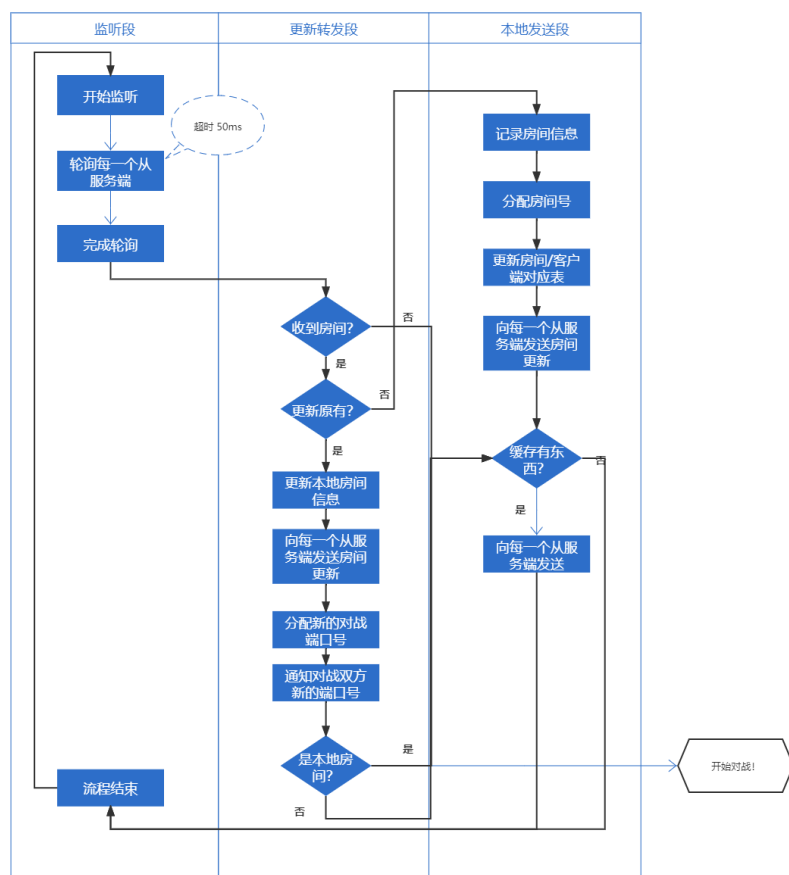 监听段
更新转发段
本地发送段
开始监听
超时 50ms
轮询每一个从
服务端
完成轮询
收到房间?
否
是
更新原有?
否
是
更新本地房间
信息
向每一个从服
务端发送房间
更新
分配新的对战
端口号
通知对战双方
新的端口号
是本地房
间?
是
否
记录房间信息
分配房间号
更新房间/客户
端对应表
向每一个从服
务端发送房间
更新
缓存有东
西?
否
是
向每一个从服
务端发送
开始对战!
流程结束